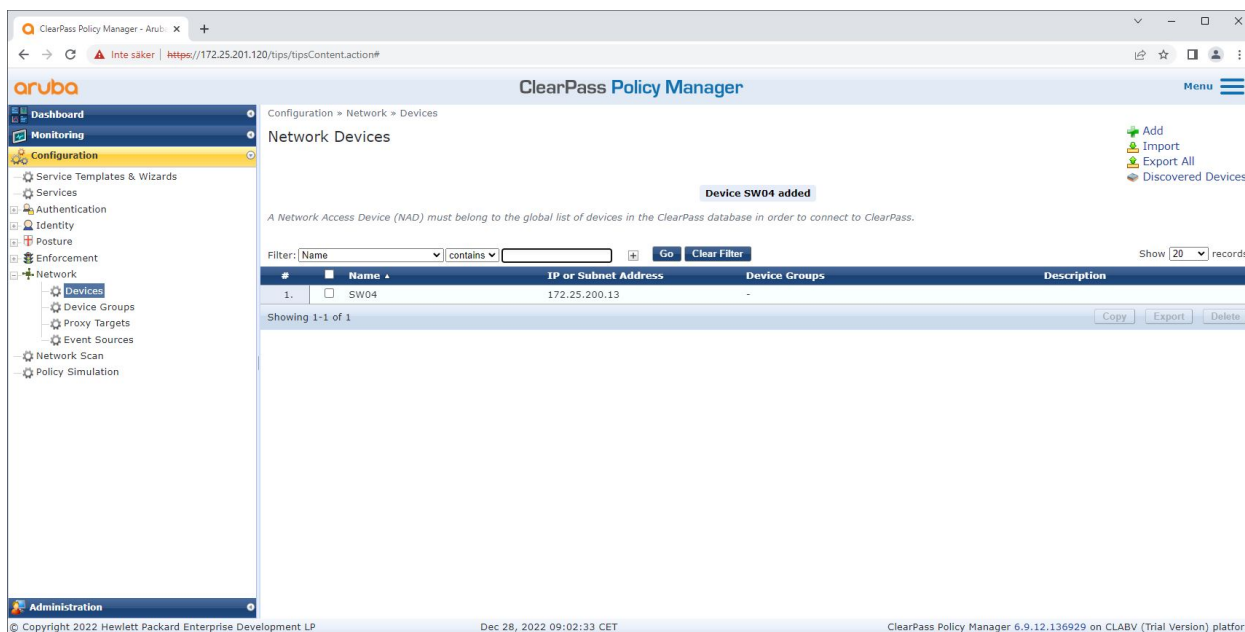 ClearPass Policy Manager - Arub
Inte säker | https://172.25.201.120/tips/tipsContent.action#
aruba
ClearPass Policy Manager
Menu
Dashboard
Monitoring
Configuration
Service Templates & Wizards
Services
Authentication
Identity
Posture
Enforcement
Network
Devices
Device Groups
Proxy Targets
Event Sources
Network Scan
Policy Simulation
Administration
Configuration » Network » Devices
Network Devices
Add
Import
Export All
Discovered Devices
Device SW04 added
A Network Access Device (NAD) must belong to the global list of devices in the ClearPass database in order to connect to ClearPass.
Filter: Name contains + Go Clear Filter Show 20 records
# Name IP or Subnet Address Device Groups Description
1. SW04 172.25.200.13 -
Showing 1-1 of 1 Copy Export Delete
© Copyright 2022 Hewlett Packard Enterprise Development LP Dec 28, 2022 09:02:33 CET ClearPass Policy Manager 6.9.12.136929 on CLABV (Trial Version) platfor